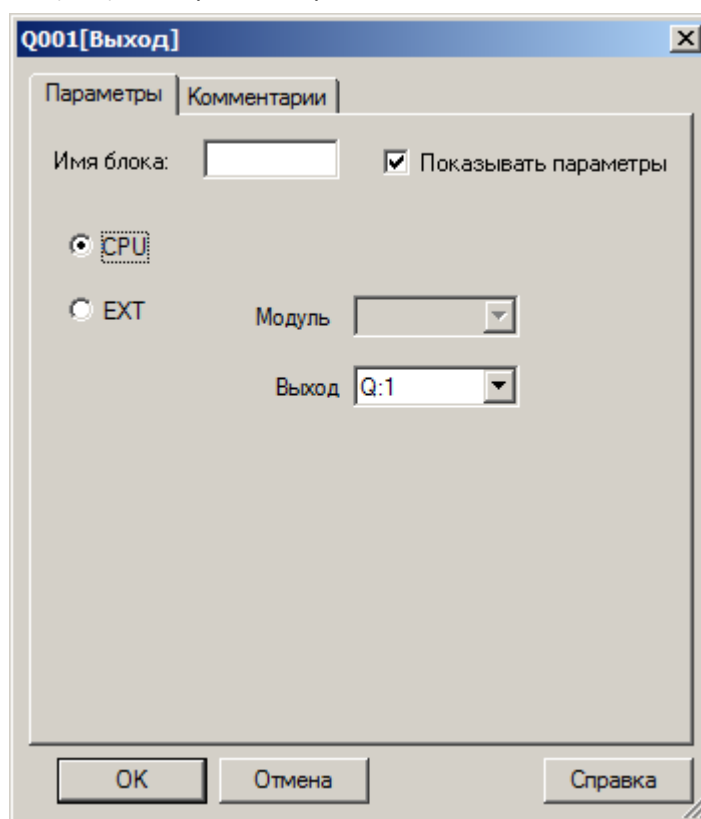 Q001[Выход]
Параметры Комментарии
Имя блока: Показывать параметры
CPU
EXT Модуль
Выход Q:1
OK Отмена Справка